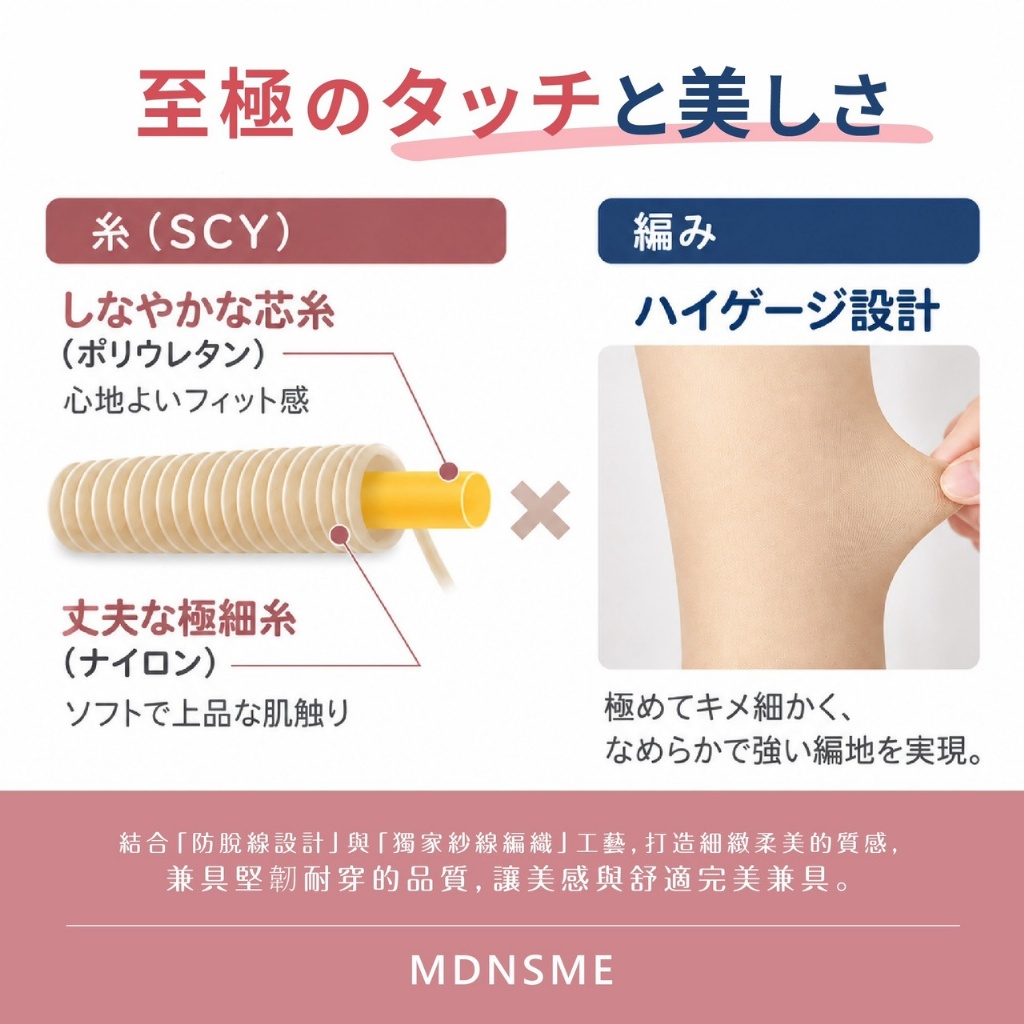 至極のタッチと美しさ
糸(SCY)
しなやかな芯糸
(ポリウレタン)
心地よいフィット感
丈夫な極細糸
(ナイロン)
ソフトで上品な肌触り
編み
ハイゲージ設計
極めてキメ細かく、
なめらかで強い編地を実現。
結合「防脫線設計」與「獨家紗線編織」工藝,打造細緻柔美的質感,
兼具堅韌耐穿的品質,讓美感與舒適完美兼具。
MDNSME